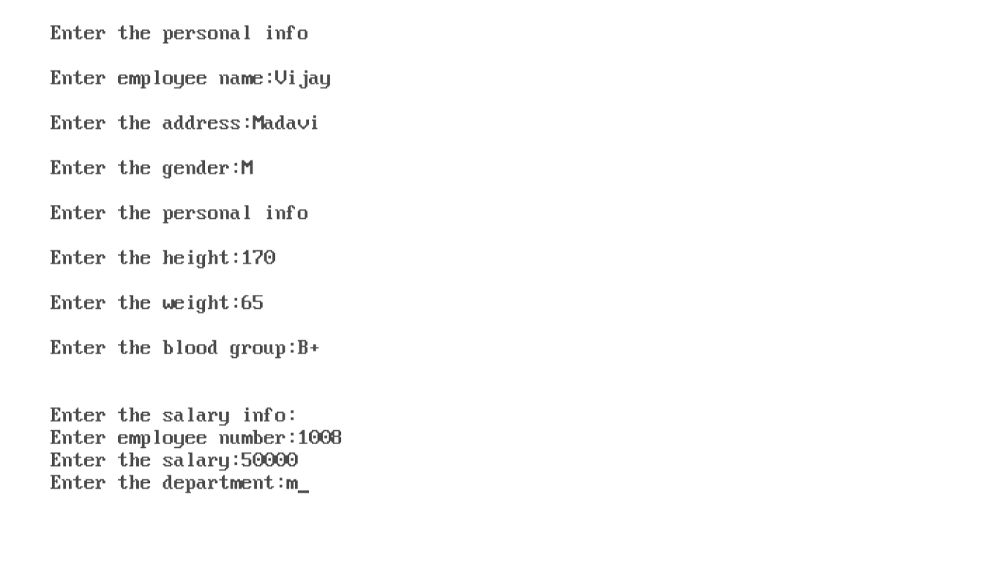 Enter the personal info
Enter employee name:Vijay
Enter the address:Madavi
Enter the gender:M
Enter the personal info
Enter the height:170
Enter the weight:65
Enter the blood group:B+
Enter the salary info:
Enter employee number:1008
Enter the salary:50000
Enter the department:m_